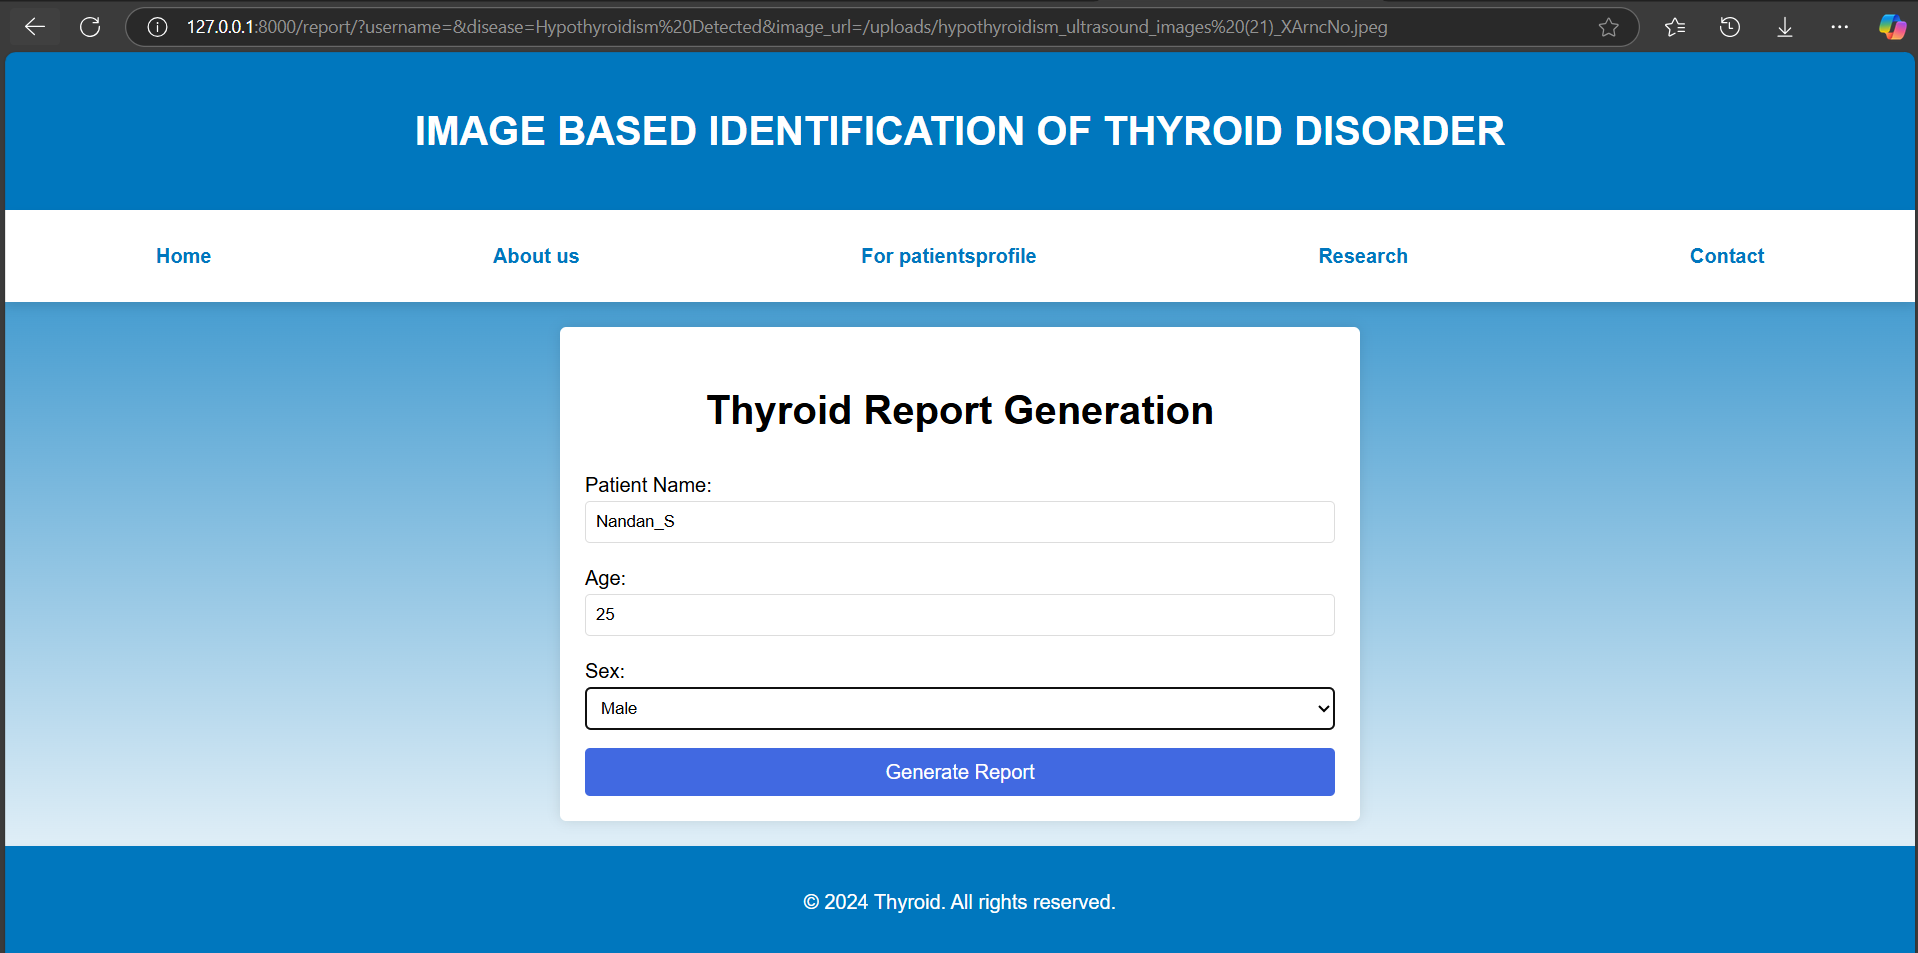 127.0.0.1:8000/report/?username=&disease=Hypothyroidism%20Detected&image_url=/uploads/hypothyroidism_ultrasound_images%20(21)_XArncNo.jpeg
IMAGE BASED IDENTIFICATION OF THYROID DISORDER
Home About us For patientsprofile Research Contact
Thyroid Report Generation
Patient Name:
Nandan_S
Age:
25
Sex:
Male
Generate Report
© 2024 Thyroid. All rights reserved.